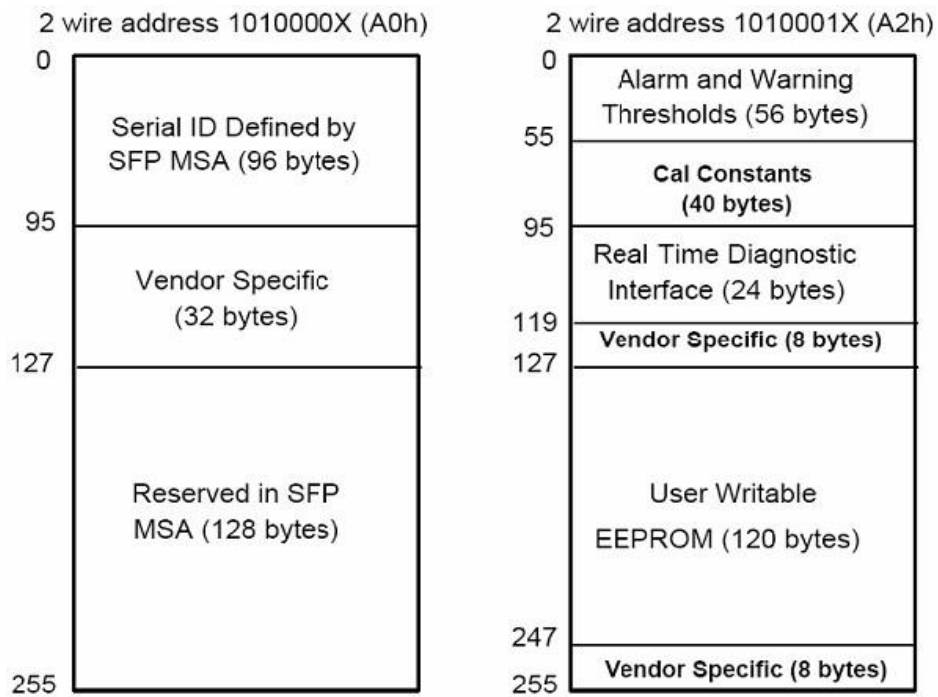 2 wire address 1010000X (A0h)
0
Serial ID Defined by
SFP MSA (96 bytes)
95
Vendor Specific
(32 bytes)
127
Reserved in SFP
MSA (128 bytes)
255
2 wire address 1010001X (A2h)
0
Alarm and Warning
Thresholds (56 bytes)
55
Cal Constants
(40 bytes)
95
Real Time Diagnostic
Interface (24 bytes)
119
Vendor Specific (8 bytes)
127
User Writable
EEPROM (120 bytes)
247
Vendor Specific (8 bytes)
255